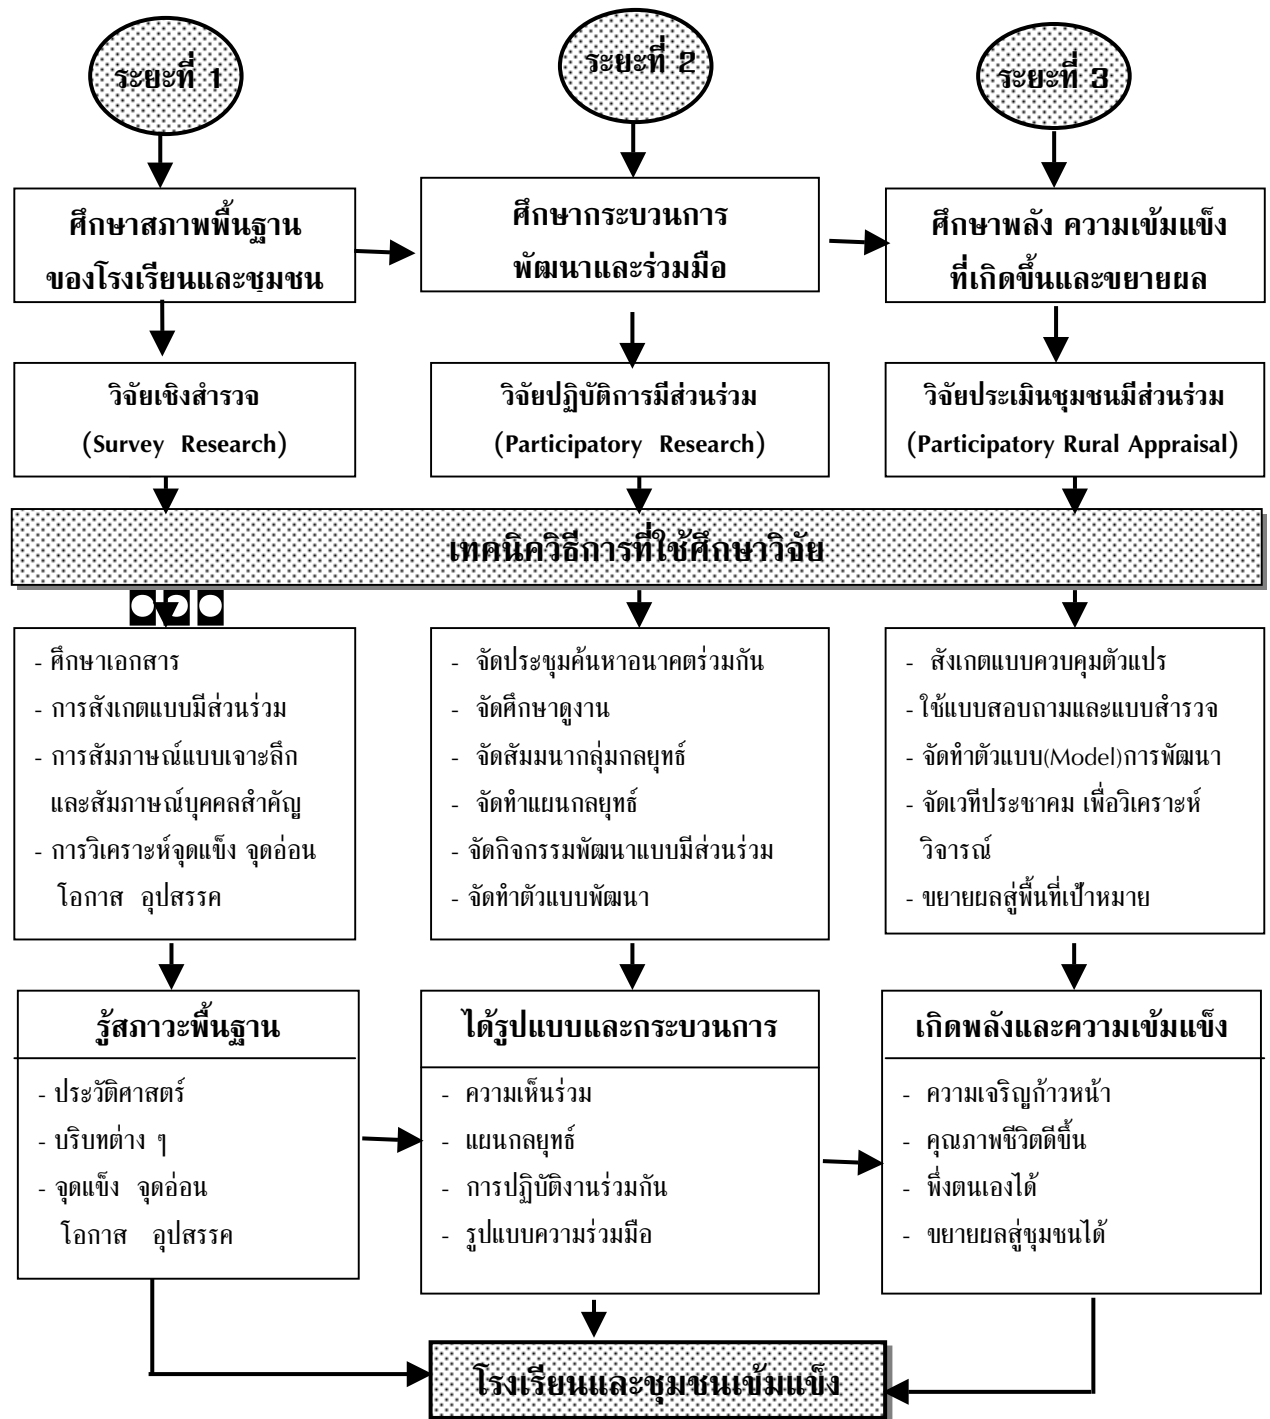 ระยะที่ 1
ระยะที่ 2
ระยะที่ 3
ศึกษาสภาพพื้นฐาน
ของโรงเรียนและชุมชน
ศึกษากระบวนการ
พัฒนาและร่วมมือ
ศึกษาพลัง ความเข้มแข็ง
ที่เกิดขึ้นและขยายผล
วิจัยเชิงสำรวจ
(Survey Research)
วิจัยปฏิบัติการมีส่วนร่วม
(Participatory Research)
วิจัยประเมินชุมชนมีส่วนร่วม
(Participatory Rural Appraisal)
เทคนิควิธีการที่ใช้ศึกษาวิจัย
- ศึกษาเอกสาร
- การสังเกตแบบมีส่วนร่วม
- การสัมภาษณ์แบบเจาะลึก
และสัมภาษณ์บุคคลสำคัญ
- การวิเคราะห์จุดแข็ง จุดอ่อน
โอกาส อุปสรรค
- จัดประชุมค้นหาอนาคตร่วมกัน
- จัดศึกษาดูงาน
- จัดสัมมนากลุ่มกลยุทธ์
- จัดทำแผนกลยุทธ์
- จัดกิจกรรมพัฒนาแบบมีส่วนร่วม
- จัดทำตัวแบบพัฒนา
- สังเกตแบบควบคุมตัวแปร
- ใช้แบบสอบถามและแบบสำรวจ
- จัดทำตัวแบบ(Model)การพัฒนา
- จัดเวทีประชาคม เพื่อวิเคราะห์
วิจารณ์
- ขยายผลสู่พื้นที่เป้าหมาย
รู้สภาวะพื้นฐาน
- ประวัติศาสตร์
- บริบทต่าง ๆ
- จุดแข็ง จุดอ่อน
โอกาส อุปสรรค
ได้รูปแบบและกระบวนการ
- ความเห็นร่วม
- แผนกลยุทธ์
- การปฏิบัติงานร่วมกัน
- รูปแบบความร่วมมือ
เกิดพลังและความเข้มแข็ง
- ความเจริญก้าวหน้า
- คุณภาพชีวิตดีขึ้น
- พึ่งตนเองได้
- ขยายผลสู่ชุมชนได้
โรงเรียนและชุมชนเข้มแข็ง